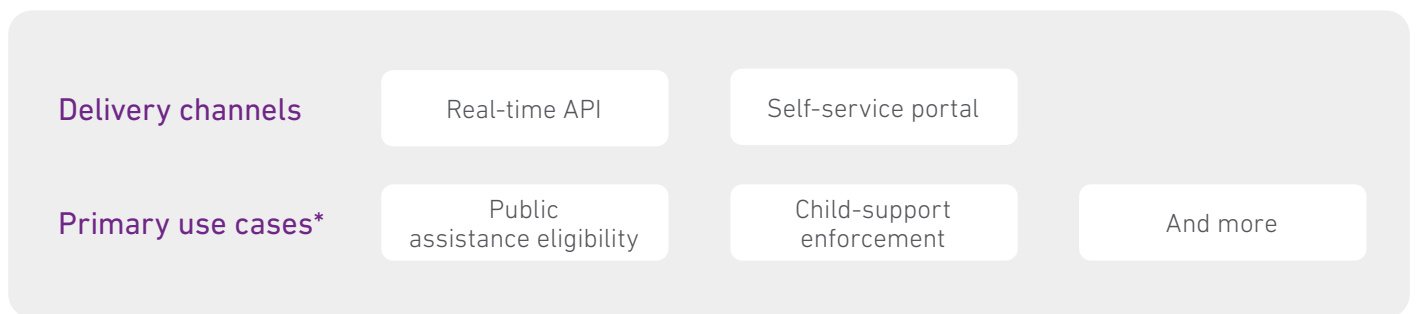 Delivery channels
Real-time API
Self-service portal
Primary use cases*
Public
assistance eligibility
Child-support
enforcement
And more